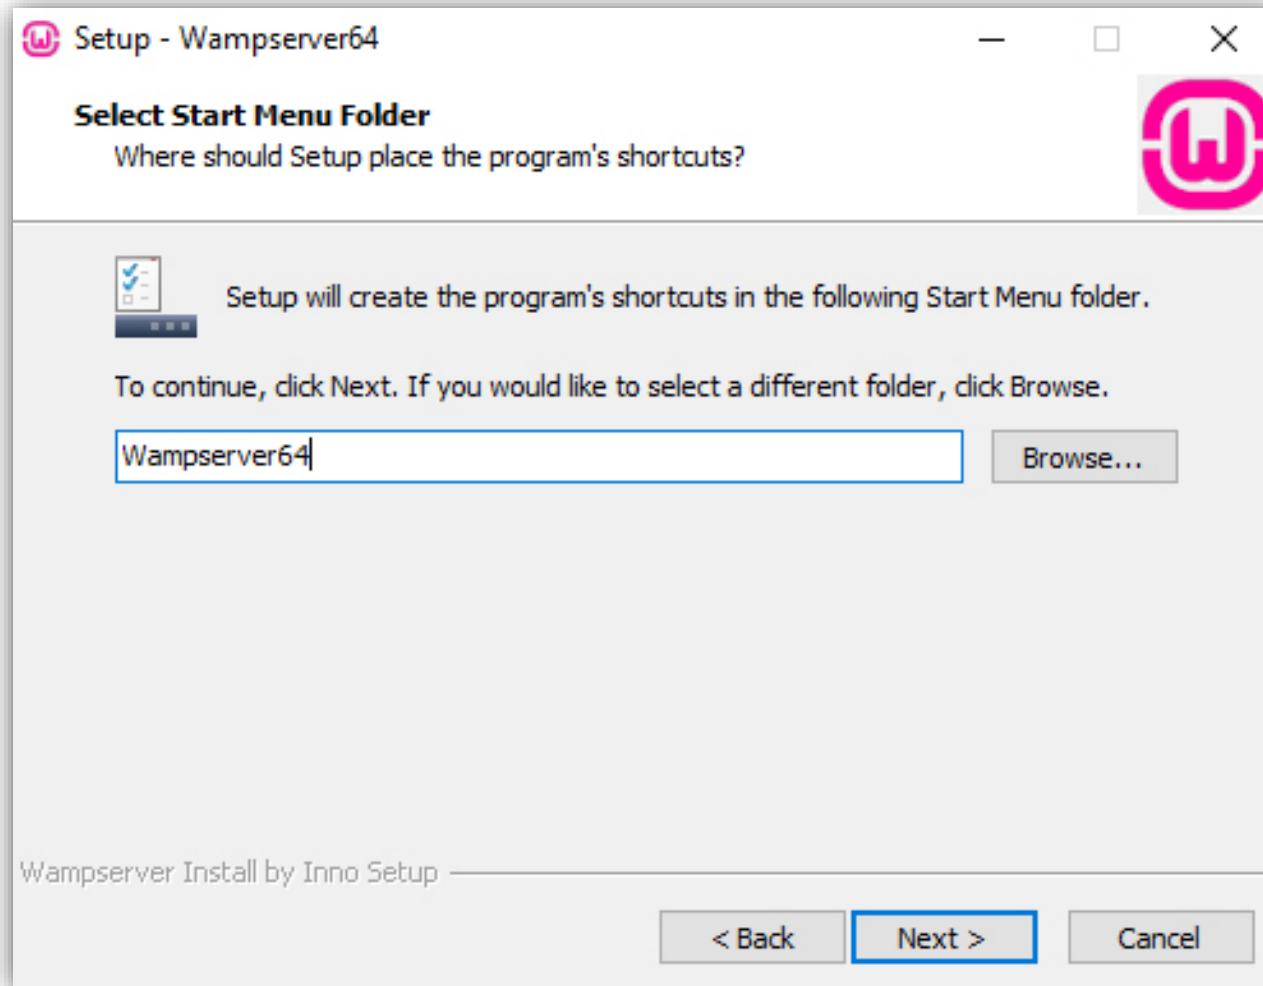 Setup - Wampserver64
Select Start Menu Folder
Where should Setup place the program's shortcuts?
Setup will create the program's shortcuts in the following Start Menu folder.
To continue, click Next. If you would like to select a different folder, click Browse.
Wampserver64
Browse...
Wampserver Install by Inno Setup
< Back
Next >
Cancel